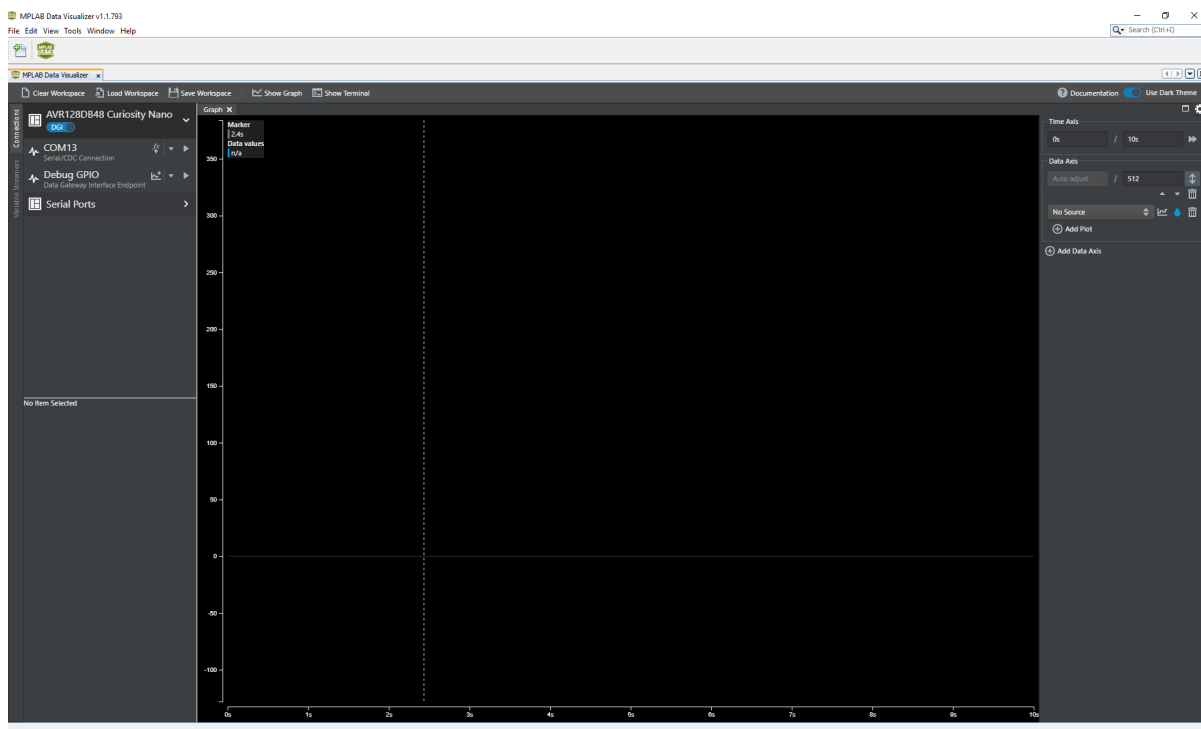 MPLAB Data Visualizer v1.1.793
File Edit View Tools Window Help
Search (Ctrl+I)
MPLAB Data Visualizer x
Clear Workspace Load Workspace Save Workspace Show Graph Show Terminal
Documentation Use Dark Theme
Connections
Variable Streamers
AVR128DB48 Curiosity Nano
DGI
COM13
Serial/CDC Connection
Debug GPIO
Data Gateway Interface Endpoint
Serial Ports
No Item Selected
Graph X
Marker
2.4s
Data values
n/a
350
300
250
200
150
100
50
0
-50
-100
0s 1s 2s 3s 4s 5s 6s 7s 8s 9s 10s
Time Axis
0s / 10s
Data Axis
Auto adjust / 512
No Source
Add Plot
Add Data Axis